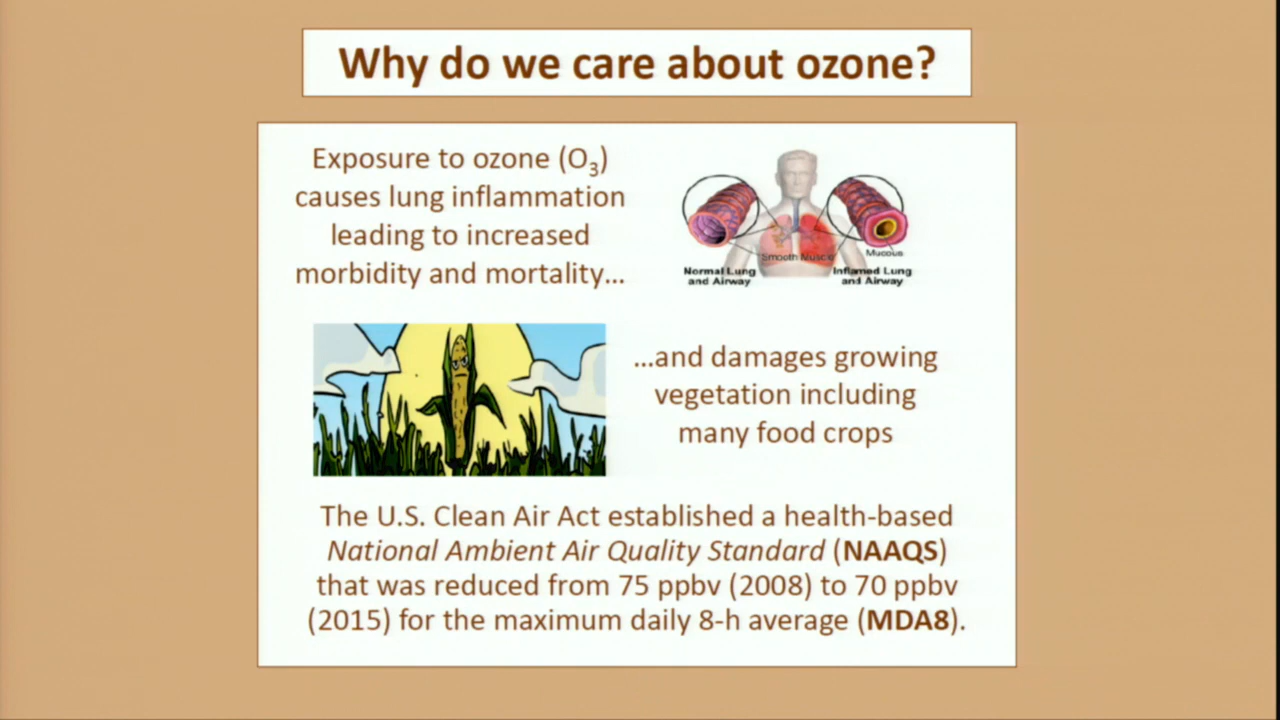 Why do we care about ozone?
Exposure to ozone (O₃)
causes lung inflammation
leading to increased
morbidity and mortality...
Smooth Muscle
Mucous
Normal Lung
and Airway
Inflamed Lung
and Airway
...and damages growing
vegetation including
many food crops
The U.S. Clean Air Act established a health-based
National Ambient Air Quality Standard (NAAQS)
that was reduced from 75 ppbv (2008) to 70 ppbv
(2015) for the maximum daily 8-h average (MDA8).